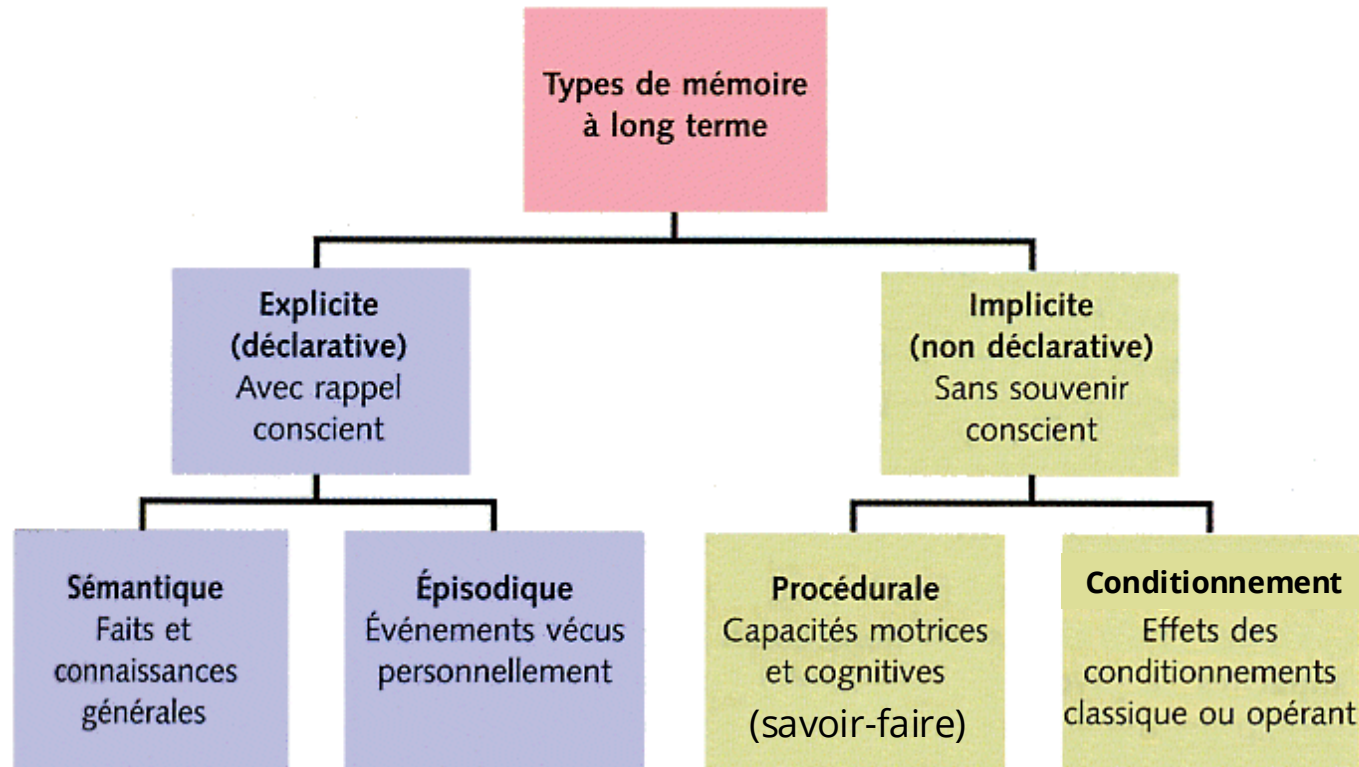 Types de mémoire
à long terme
Explicite
(déclarative)
Avec rappel
conscient
Implicite
(non déclarative)
Sans souvenir
conscient
Sémantique
Faits et
connaissances
générales
Épisodique
Événements vécus
personnellement
Procédurale
Capacités motrices
et cognitives
(savoir-faire)
Conditionnement
Effets des
conditionnements
classique ou opérant